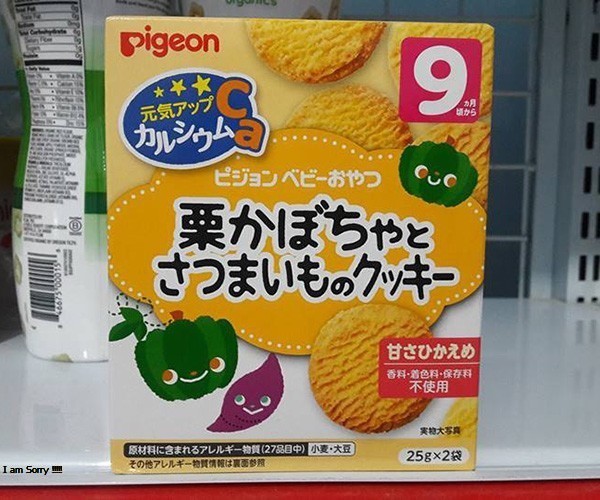 organics
Pigeon
元気アップCa
カルシウム
9
ヵ月
頃から
ピジョン ベビーおやつ
栗かぼちゃと
さつまいものクッキー
甘さひかえめ
香料・着色料・保存料
不使用
実物大写真
原材料に含まれるアレルギー物質(27品目中) 小麦・大豆
その他アレルギー物質情報は裏面参照
25g×2袋
I am Sorry !!!!!